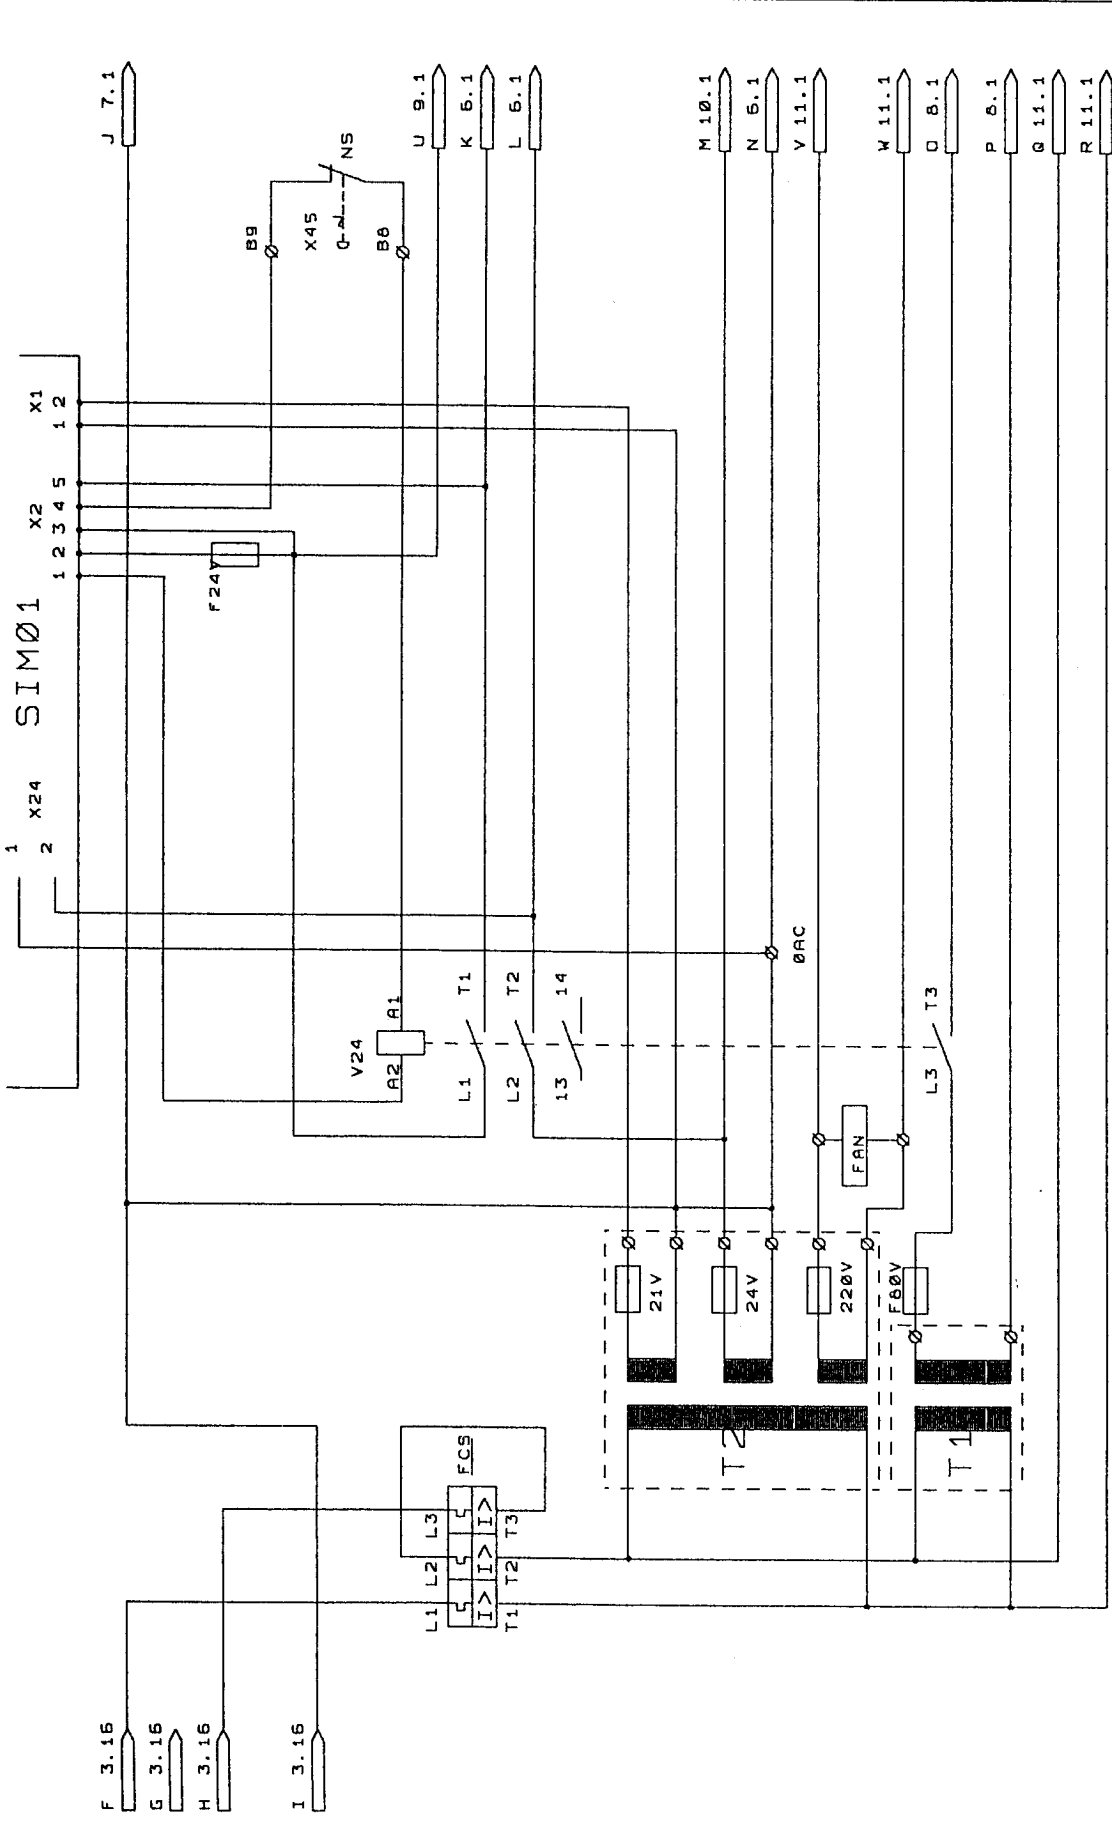 J 7.1
U 9.1
K 6.1
L 6.1
M 10.1
N 6.1
V 11.1
W 11.1
O 8.1
P 8.1
Q 11.1
R 11.1
B9
X45
NS
B8
X1
1 2
X2
1 2 3 4 5
F24V
SIMØ1
X24
1
2
ØAC
V24
A2 A1
L1 T1
L2 T2
13 14
L3 T3
FAN
21V
24V
220V
F80V
T2
T1
FCS
L1 L2 L3
I> I> I>
T1 T2 T3
F 3.16
G 3.16
H 3.16
I 3.16